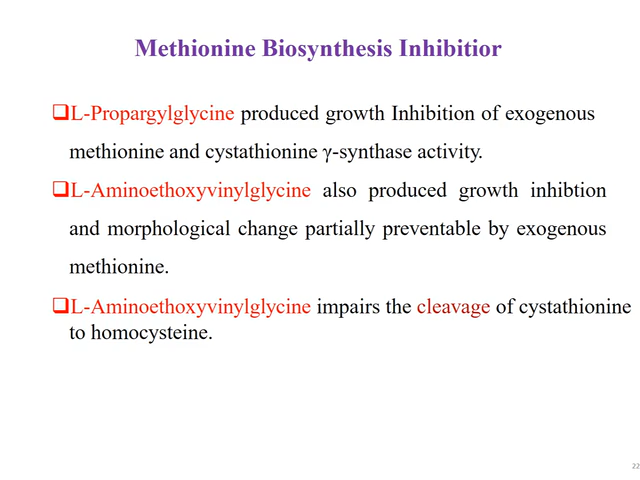 Methionine Biosynthesis Inhibitior
❑L-Propargylglycine produced growth Inhibition of exogenous
methionine and cystathionine γ-synthase activity.
❑L-Aminoethoxyvinylglycine also produced growth inhibtion
and morphological change partially preventable by exogenous
methionine.
❑L-Aminoethoxyvinylglycine impairs the cleavage of cystathionine
to homocysteine.
22